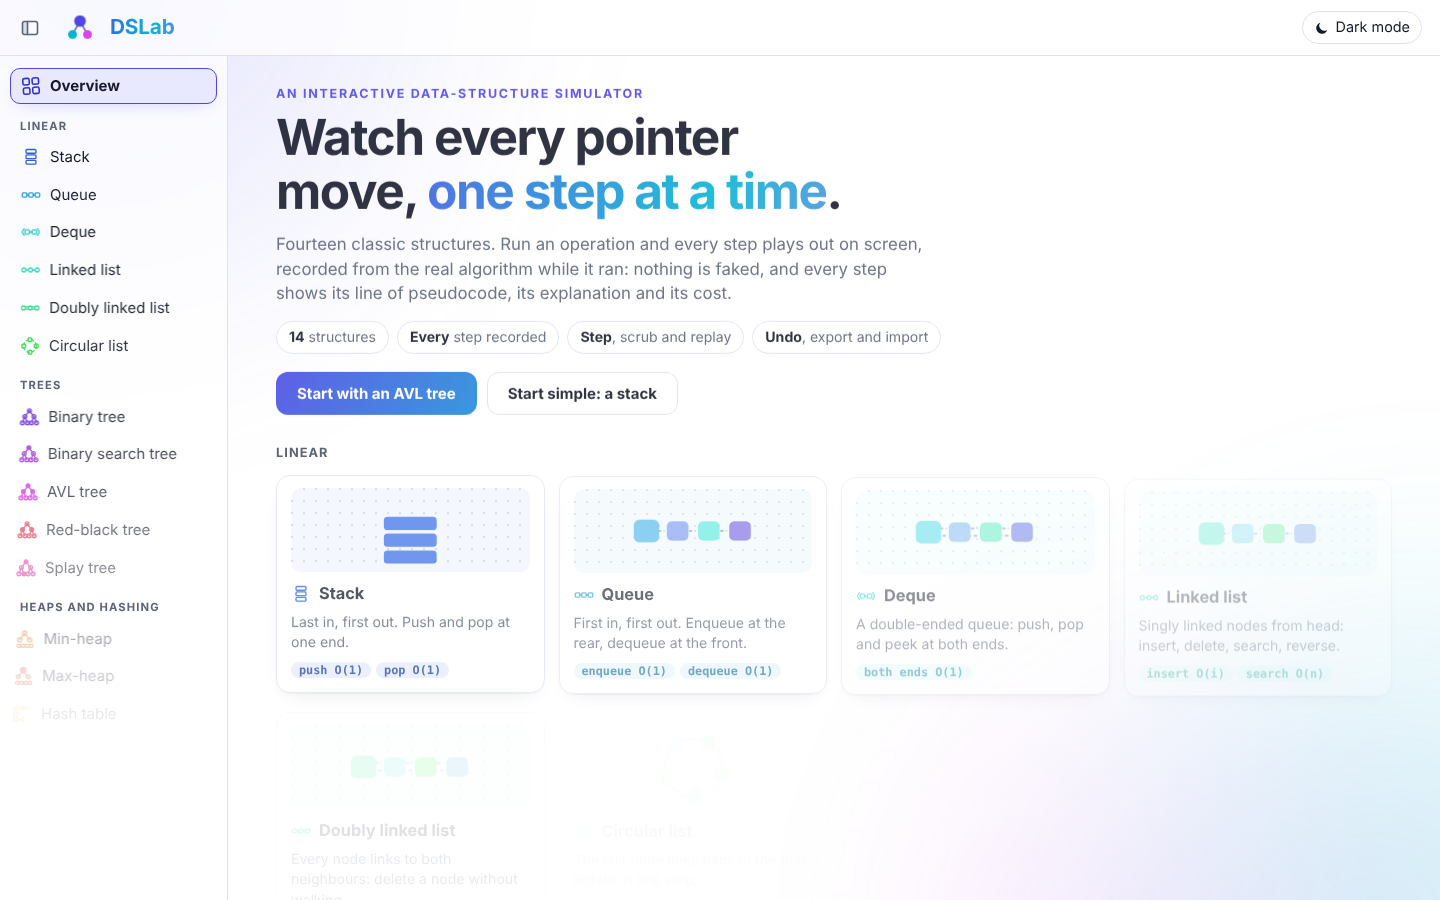 DSLab
Dark mode
Overview
LINEAR
Stack
Queue
Deque
Linked list
Doubly linked list
Circular list
TREES
Binary tree
Binary search tree
AVL tree
Red-black tree
Splay tree
HEAPS AND HASHING
Min-heap
Max-heap
Hash table
AN INTERACTIVE DATA-STRUCTURE SIMULATOR
Watch every pointer
move, one step at a time.
Fourteen classic structures. Run an operation and every step plays out on screen,
recorded from the real algorithm while it ran: nothing is faked, and every step
shows its line of pseudocode, its explanation and its cost.
14 structures
Every step recorded
Step, scrub and replay
Undo, export and import
Start with an AVL tree
Start simple: a stack
LINEAR
Stack
Last in, first out. Push and pop at
one end.
push O(1)
pop O(1)
Queue
First in, first out. Enqueue at the
rear, dequeue at the front.
enqueue O(1)
dequeue O(1)
Deque
A double-ended queue: push, pop
and peek at both ends.
both ends O(1)
Linked list
Singly linked nodes from head:
insert, delete, search, reverse.
insert O(i)
search O(n)
Doubly linked list
Every node links to both
neighbours: delete a node without
walking.
Circular list